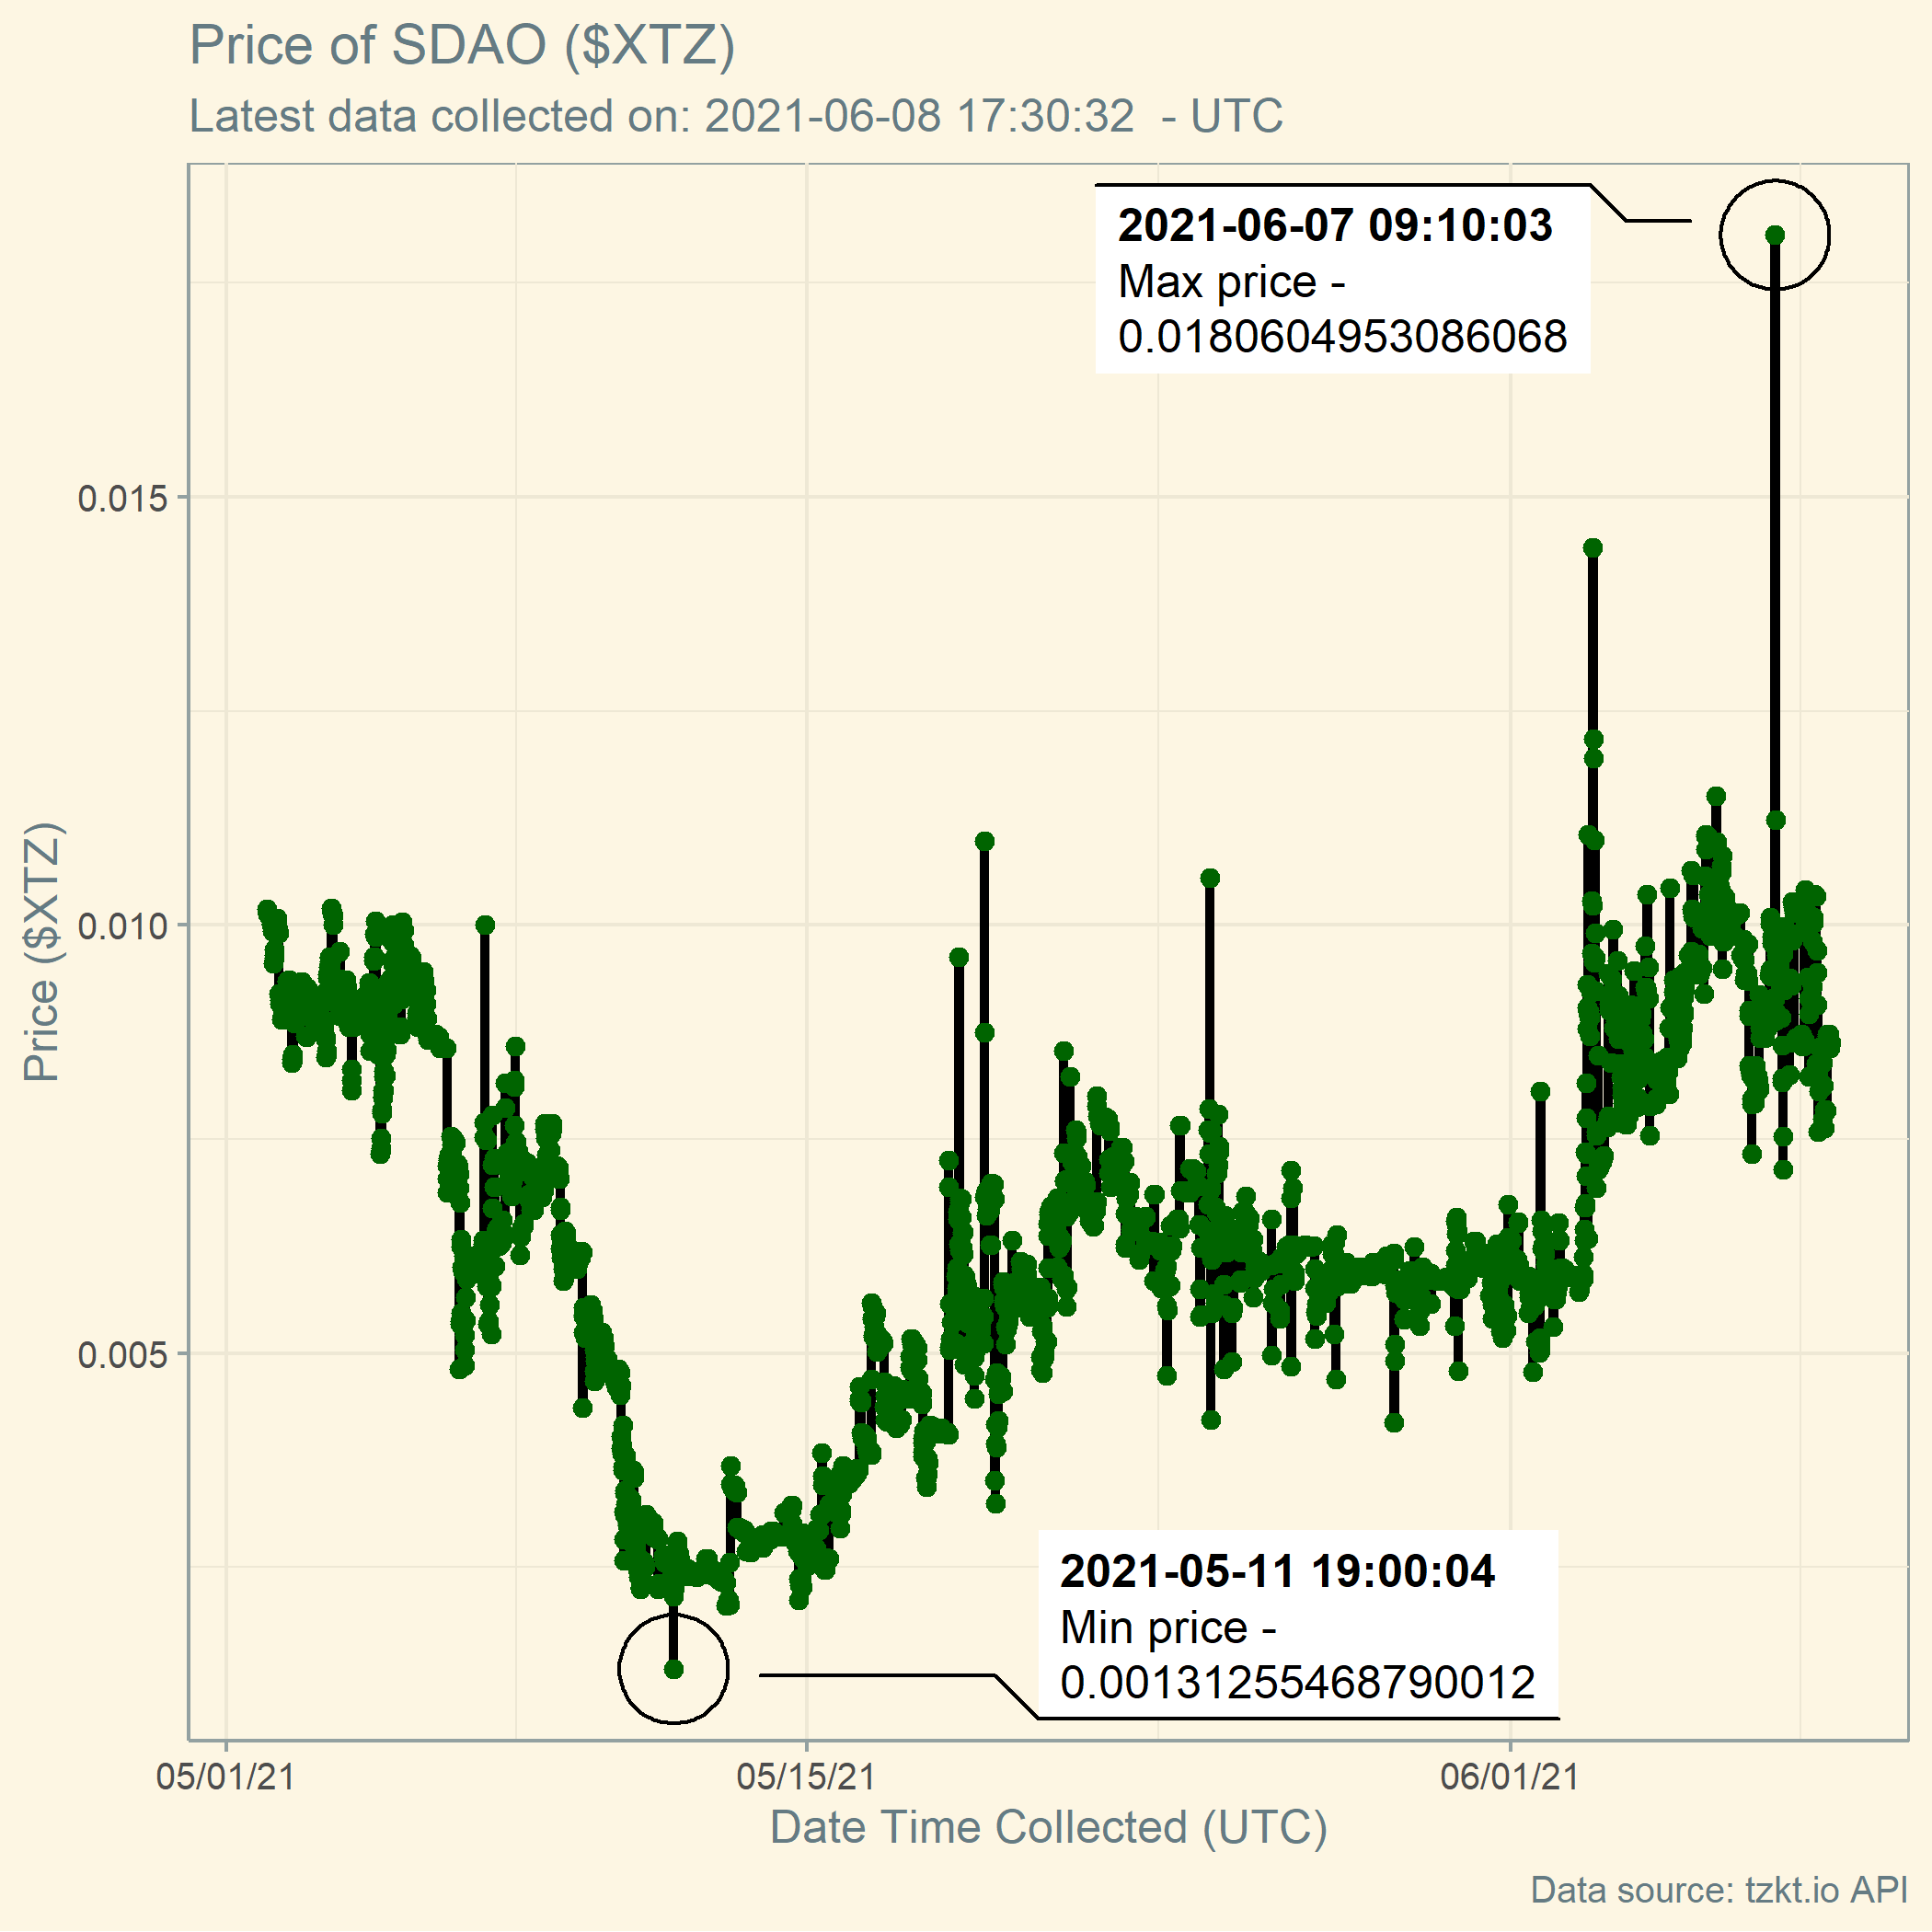 Price of SDAO ($XTZ)
Latest data collected on: 2021-06-08 17:30:32  - UTC
2021-06-07 09:10:03
Max price -
0.0180604953086068
0.015
0.010
0.005
Price ($XTZ)
2021-05-11 19:00:04
Min price -
0.00131255468790012
05/01/21
05/15/21
06/01/21
Date Time Collected (UTC)
Data source: tzkt.io API